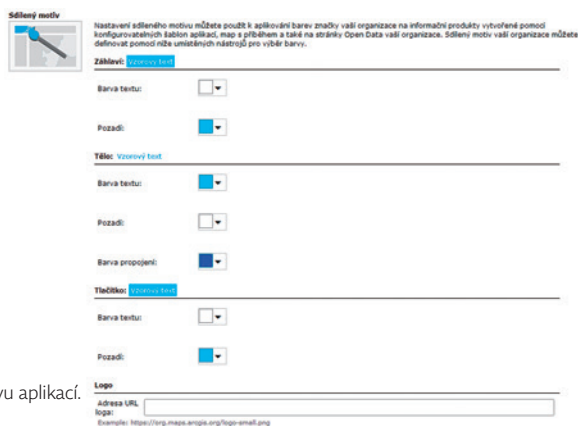 Sdílený motiv
Nastavení sdíleného motivu můžete použít k aplikování barev značky vaší organizace na informační produkty vytvořené pomocí
konfigurovatelných šablon aplikací, map s příběhem a také na stránky Open Data vaší organizace. Sdílený motiv vaší organizace můžete
definovat pomocí níže umístěných nástrojů pro výběr barvy.
Záhlaví: Vzorový text
Barva textu:
Pozadí:
Tělo: Vzorový text
Barva textu:
Pozadí:
Barva propojení:
Tlačítko: Vzorový text
Barva textu:
Pozadí:
vu aplikací.
Logo
Adresa URL
loga:
Example: https://org.maps.arcgis.org/logo-small.png